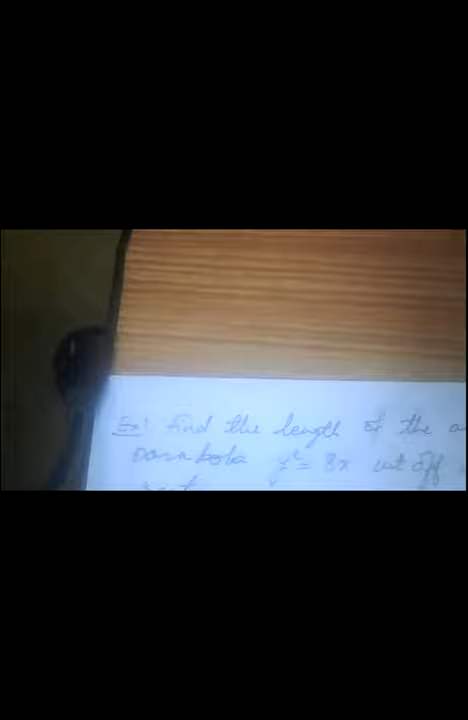 Ex: Find the length of the
parabola y² = 8x cut off